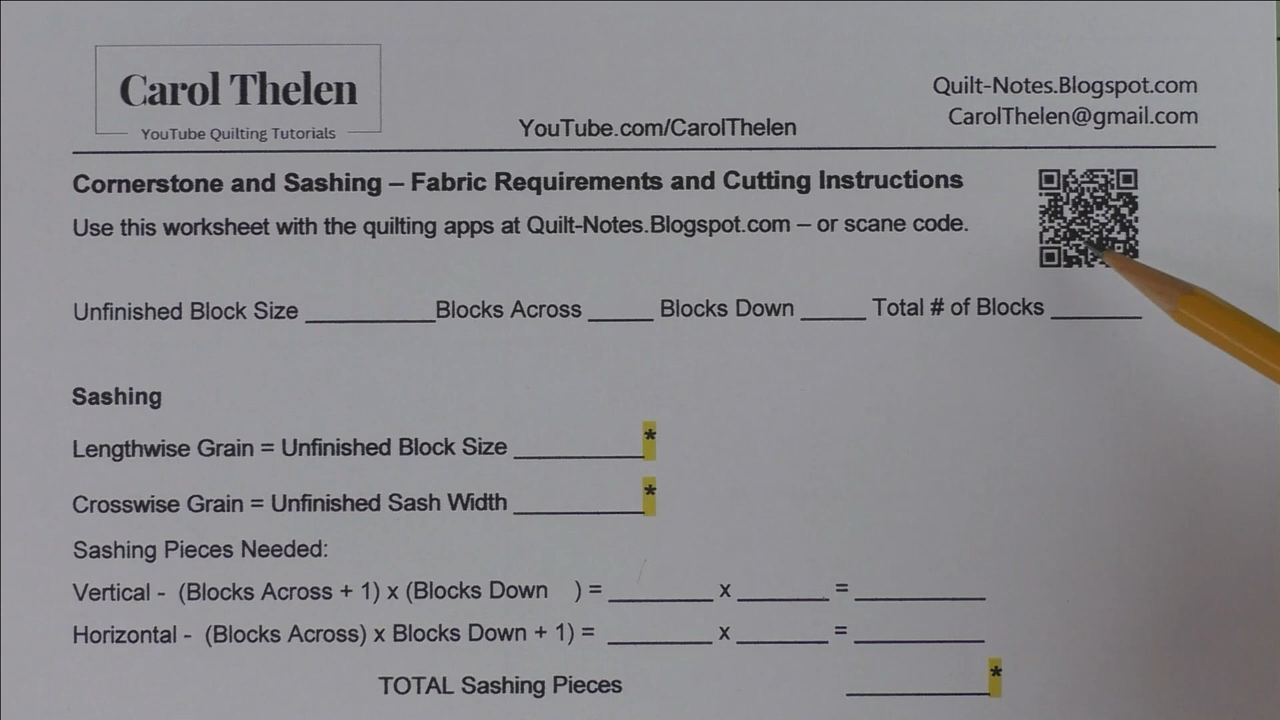 Carol Thelen
YouTube Quilting Tutorials
YouTube.com/CarolThelen
Quilt-Notes.Blogspot.com
CarolThelen@gmail.com
Cornerstone and Sashing – Fabric Requirements and Cutting Instructions
Use this worksheet with the quilting apps at Quilt-Notes.Blogspot.com – or scane code.
Unfinished Block Size __________ Blocks Across _____ Blocks Down _____ Total # of Blocks _______
Sashing
Lengthwise Grain = Unfinished Block Size __________*
Crosswise Grain = Unfinished Sash Width __________*
Sashing Pieces Needed:
Vertical - (Blocks Across + 1) x (Blocks Down ) = ________ x _______ = __________
Horizontal - (Blocks Across) x Blocks Down + 1) = ________ x _______ = __________
TOTAL Sashing Pieces ___________*